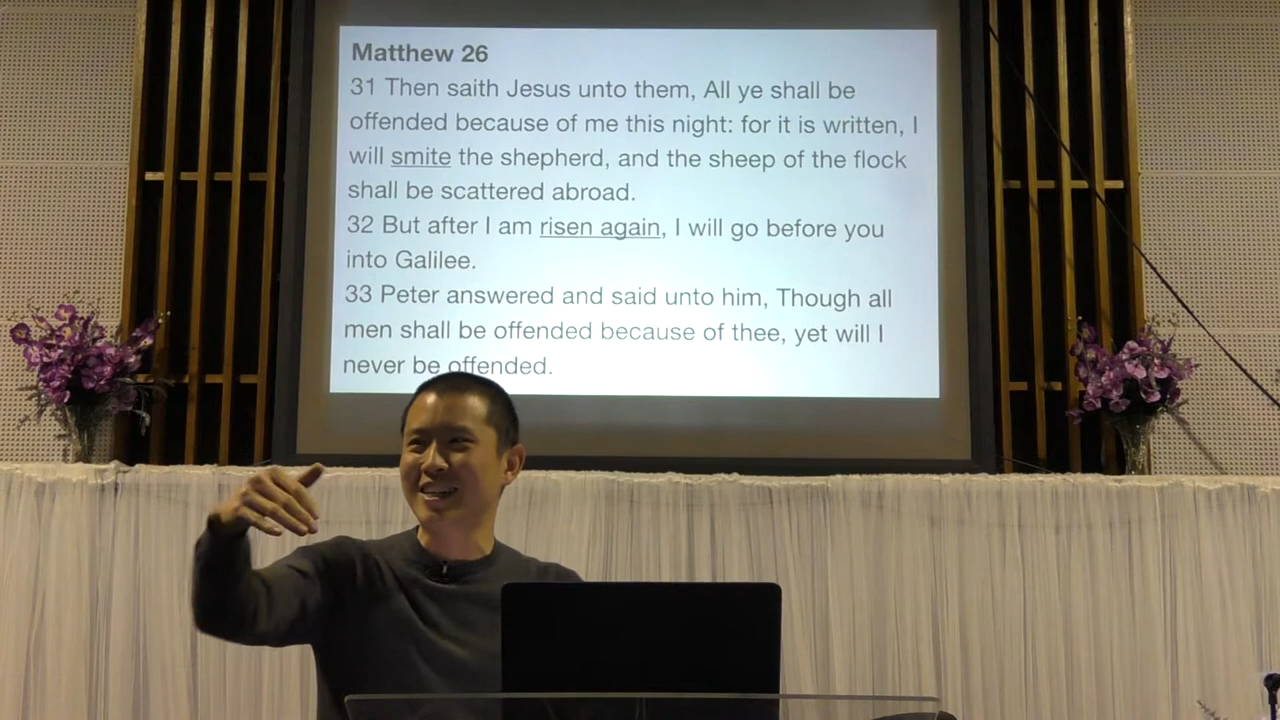 Matthew 26
31 Then saith Jesus unto them, All ye shall be
offended because of me this night: for it is written, I
will smite the shepherd, and the sheep of the flock
shall be scattered abroad.
32 But after I am risen again, I will go before you
into Galilee.
33 Peter answered and said unto him, Though all
men shall be offended because of thee, yet will I
never be offended.